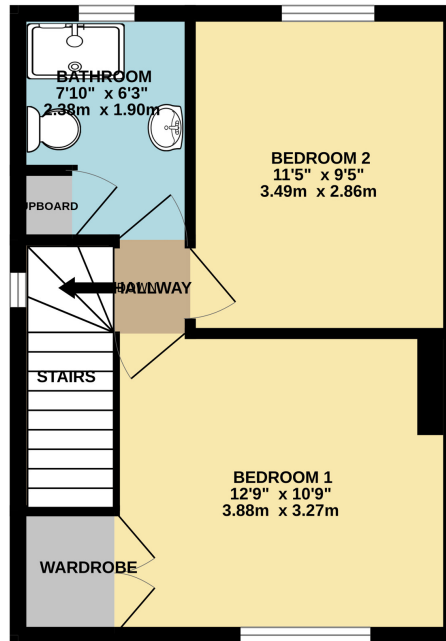 BATHROOM
7'10" x 6'3"
2.38m x 1.90m
BEDROOM 2
11'5" x 9'5"
3.49m x 2.86m
UPBOARD
HALLWAY
STAIRS
BEDROOM 1
12'9" x 10'9"
3.88m x 3.27m
WARDROBE